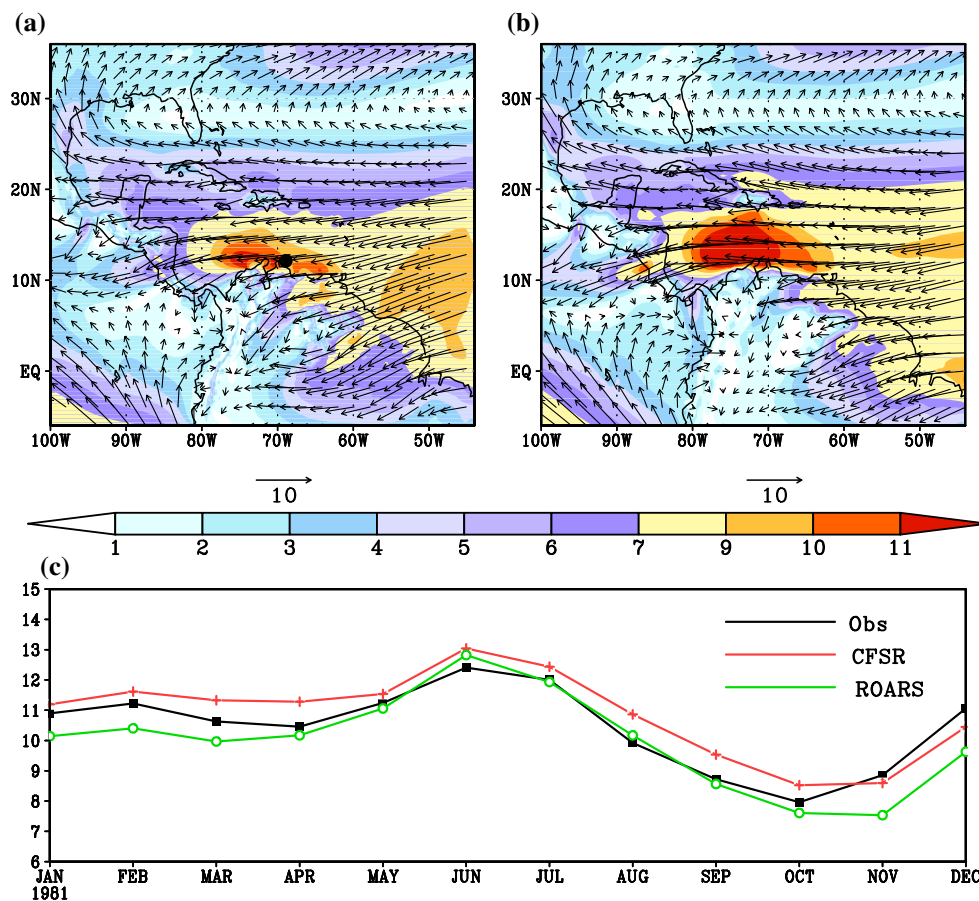 (a) (b)
30N 30N
20N 20N
10N 10N
EQ EQ
100W 90W 80W 70W 60W 50W 100W 90W 80W 70W 60W 50W
10 10
1 2 3 4 5 6 7 9 10 11
(c)
15
14
13
12
11
10
9
8
7
6
Obs
CFSR
ROARS
JAN FEB MAR APR MAY JUN JUL AUG SEP OCT NOV DEC
1981